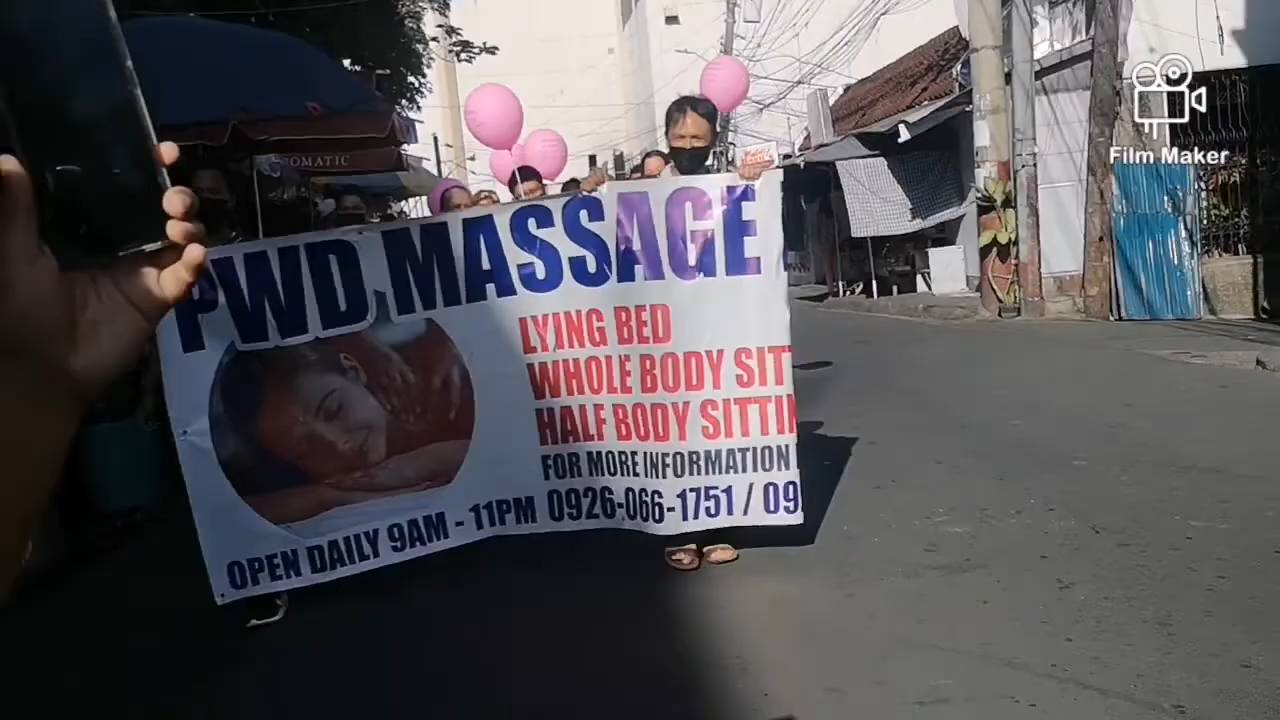 Film Maker
OMATIC
PWD MASSAGE
LYING BED
WHOLE BODY SIT
HALF BODY SITTIN
FOR MORE INFORMATION
OPEN DAILY 9AM - 11PM 0926-066-1751 / 09